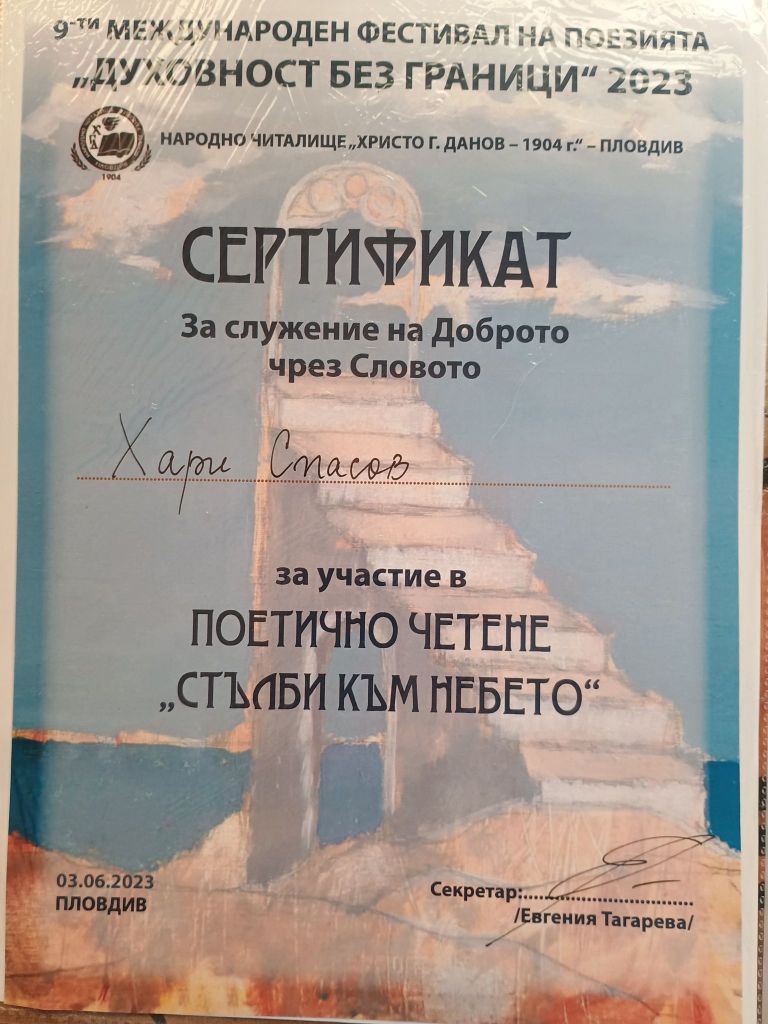 9-ТИ МЕЖДУНАРОДЕН ФЕСТИВАЛ НА ПОЕЗИЯТА
„ДУХОВНОСТ БЕЗ ГРАНИЦИ“ 2023
НАРОДНО ЧИТАЛИЩЕ „ХРИСТО Г. ДАНОВ – 1904 г.“ – ПЛОВДИВ
1904
СЕРТИФИКАТ
За служение на Доброто
чрез Словото
Хари Спасов
за участие в
ПОЕТИЧНО ЧЕТЕНЕ
„СТЪЛБИ КЪМ НЕБЕТО“
03.06.2023
ПЛОВДИВ
Секретар:
/Евгения Тагарева/